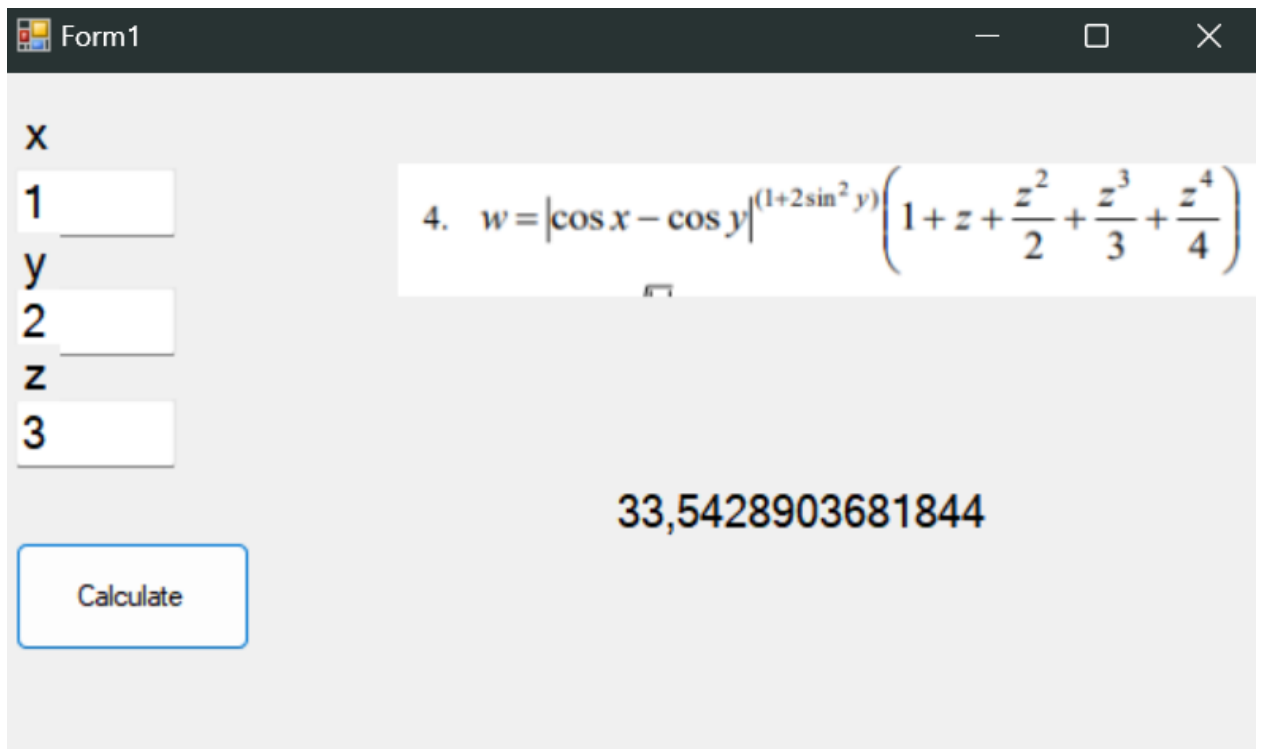 Form1
x
1
4. w = |cos x − cos y|^(1+2sin² y) (1 + z + z²/2 + z³/3 + z⁴/4)
y
2
z
3
33,5428903681844
Calculate